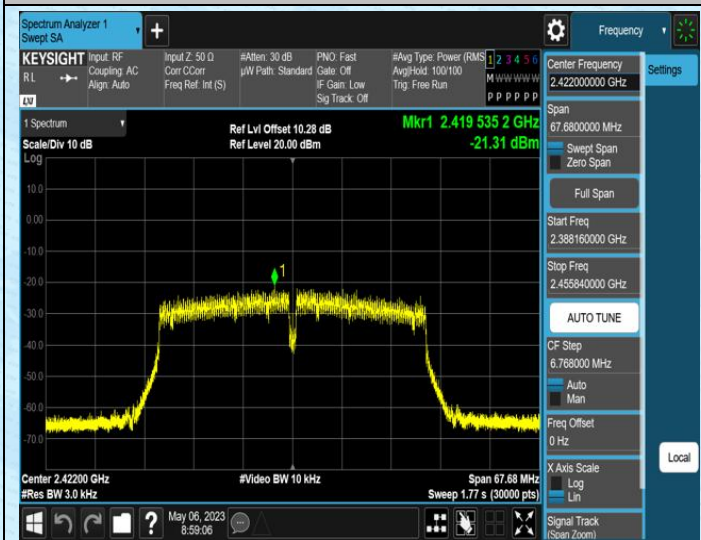 Spectrum Analyzer 1
Swept SA
+
Frequency
KEYSIGHT
RL
LXI
Input: RF
Coupling: AC
Align: Auto
Input Z: 50 Ω
Corr CCorr
Freq Ref: Int (S)
#Atten: 30 dB
µW Path: Standard
PNO: Fast
Gate: Off
IF Gain: Low
Sig Track: Off
#Avg Type: Power (RMS
Avg|Hold: 100/100
Trig: Free Run
1 2 3 4 5 6
M W W W W W
P P P P P P
Center Frequency
2.422000000 GHz
Settings
Span
67.6800000 MHz
Swept Span
Zero Span
Full Span
Start Freq
2.388160000 GHz
Stop Freq
2.455840000 GHz
AUTO TUNE
CF Step
6.768000 MHz
Auto
Man
Freq Offset
0 Hz
X Axis Scale
Log
Lin
Signal Track
(Span Zoom)
Local
1 Spectrum
Scale/Div 10 dB
Log
Ref Lvl Offset 10.28 dB
Ref Level 20.00 dBm
Mkr1 2.419 535 2 GHz
-21.31 dBm
10.0
0.00
-10.0
-20.0
-30.0
-40.0
-50.0
-60.0
-70.0
1
Center 2.42200 GHz
#Res BW 3.0 kHz
#Video BW 10 kHz
Span 67.68 MHz
Sweep 1.77 s (30000 pts)
?
May 06, 2023
8:59:06